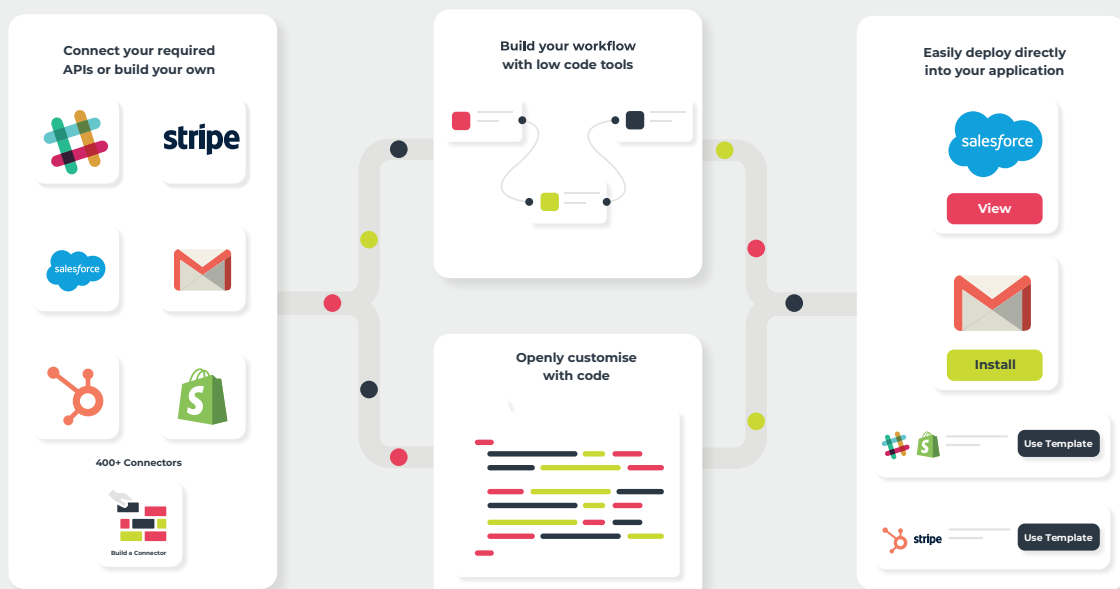 Connect your required
APIs or build your own
stripe
salesforce
400+ Connectors
Build a Connector
Build your workflow
with low code tools
Openly customise
with code
Easily deploy directly
into your application
salesforce
View
Install
Use Template
stripe
Use Template